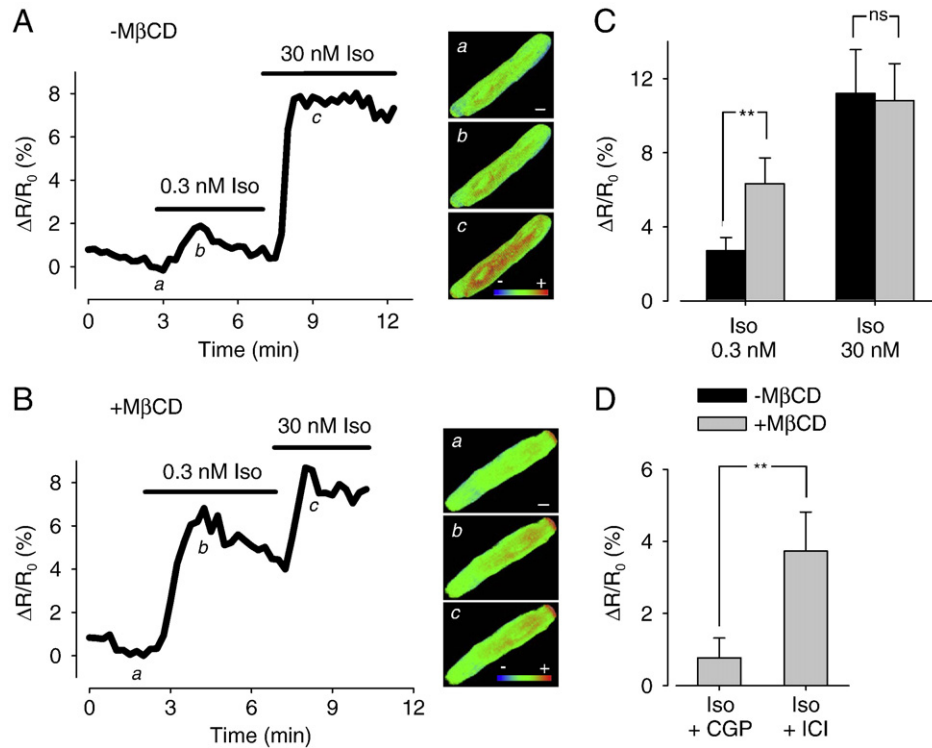 A
-MβCD
30 nM Iso
0.3 nM Iso
ΔR/R0 (%)
8
6
4
2
0
a
b
c
0
3
6
9
12
Time (min)
a
b
c
- +
C
ΔR/R0 (%)
12
8
4
0
**
ns
Iso
0.3 nM
Iso
30 nM
-MβCD
+MβCD
B
+MβCD
30 nM Iso
0.3 nM Iso
ΔR/R0 (%)
8
6
4
2
0
a
b
c
0
3
6
9
12
Time (min)
a
b
c
- +
D
ΔR/R0 (%)
6
4
2
0
**
Iso
+ CGP
Iso
+ ICI